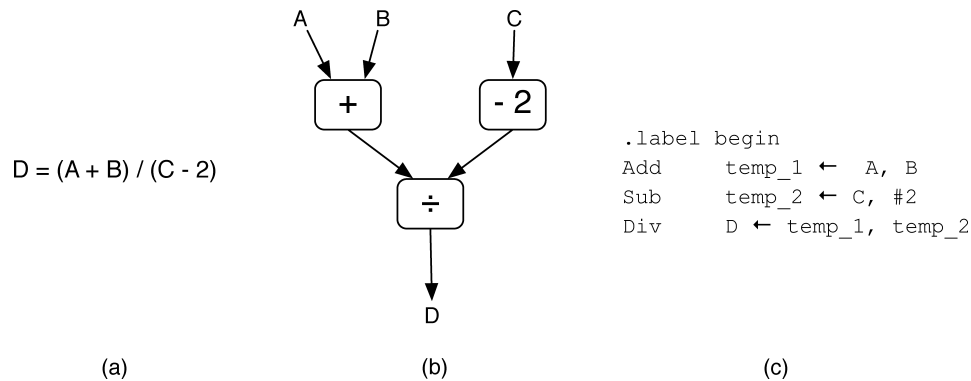 D = (A + B) / (C - 2)
(a)
A B C
+ - 2
÷
D
(b)
.label begin
Add temp_1 ← A, B
Sub temp_2 ← C, #2
Div D ← temp_1, temp_2
(c)